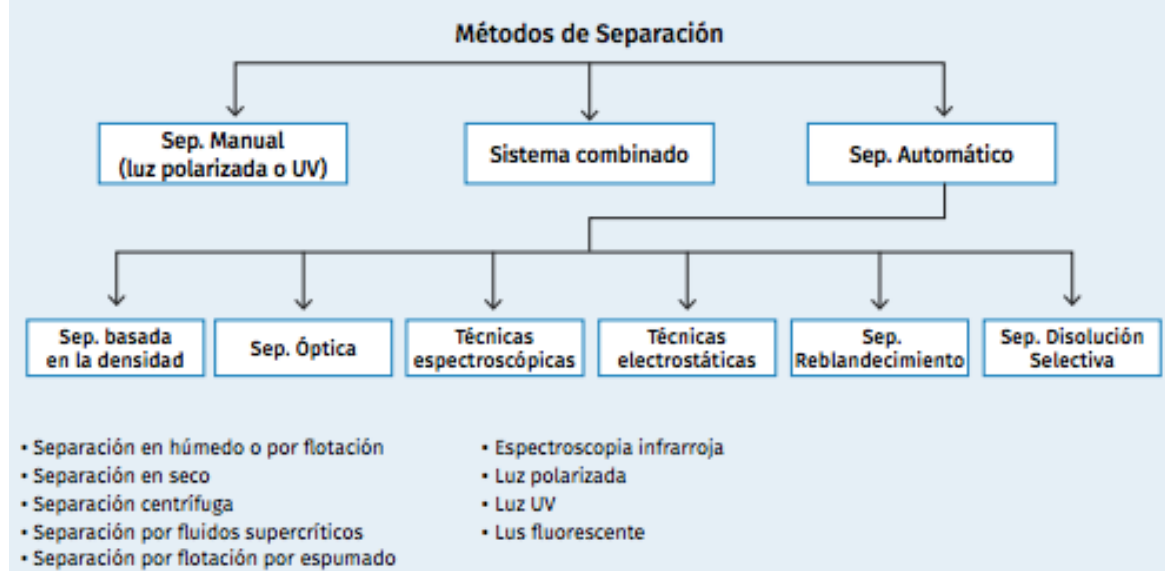 Métodos de Separación
Sep. Manual
(luz polarizada o UV)
Sistema combinado
Sep. Automático
Sep. basada
en la densidad
Sep. Óptica
Técnicas
espectroscópicas
Técnicas
electrostáticas
Sep.
Reblandecimiento
Sep. Disolución
Selectiva
• Separación en húmedo o por flotación
• Separación en seco
• Separación centrífuga
• Separación por fluidos supercríticos
• Separación por flotación por espumado
• Espectroscopia infrarroja
• Luz polarizada
• Luz UV
• Lus fluorescente